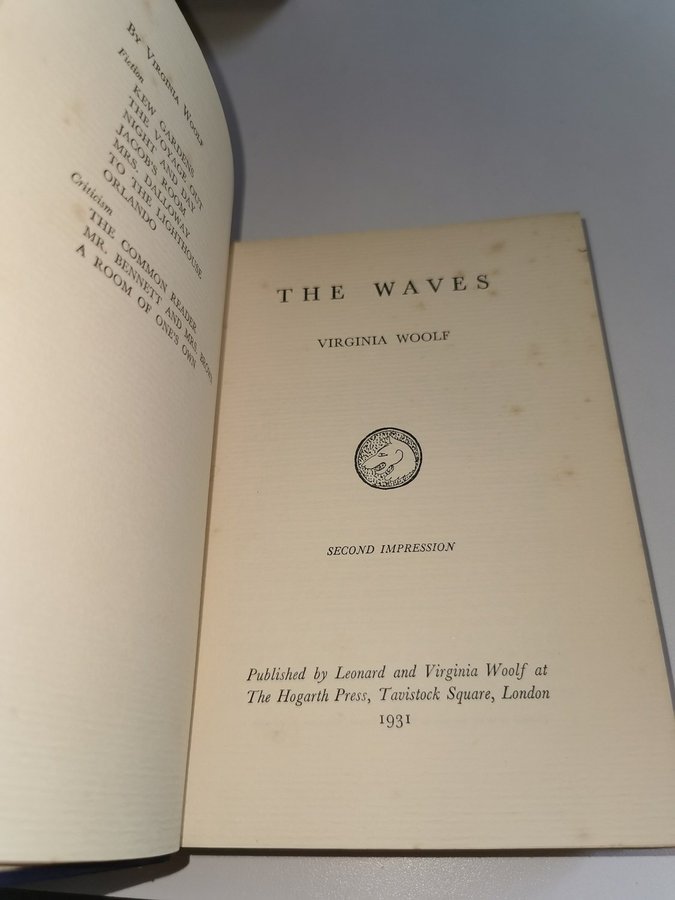 By Virginia Woolf
Fiction
KEW GARDENS
THE VOYAGE OUT
NIGHT AND DAY
JACOB'S ROOM
MRS. DALLOWAY
TO THE LIGHTHOUSE
ORLANDO
Criticism
THE COMMON READER
MR. BENNETT AND MRS. BROWN
A ROOM OF ONE'S OWN
THE WAVES
VIRGINIA WOOLF
SECOND IMPRESSION
Published by Leonard and Virginia Woolf at
The Hogarth Press, Tavistock Square, London
1931